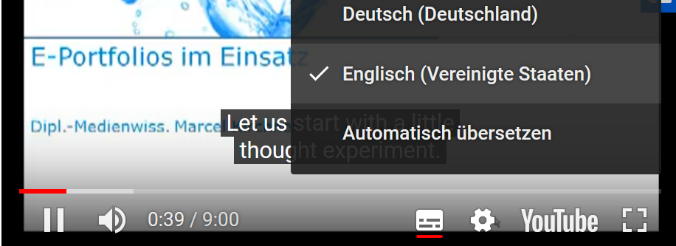 Deutsch (Deutschland)
E-Portfolios im Einsatz
Englisch (Vereinigte Staaten)
Dipl.-Medienwiss. Marce
Let us start with a little
thought experiment.
Automatisch übersetzen
0:39 / 9:00
YouTube